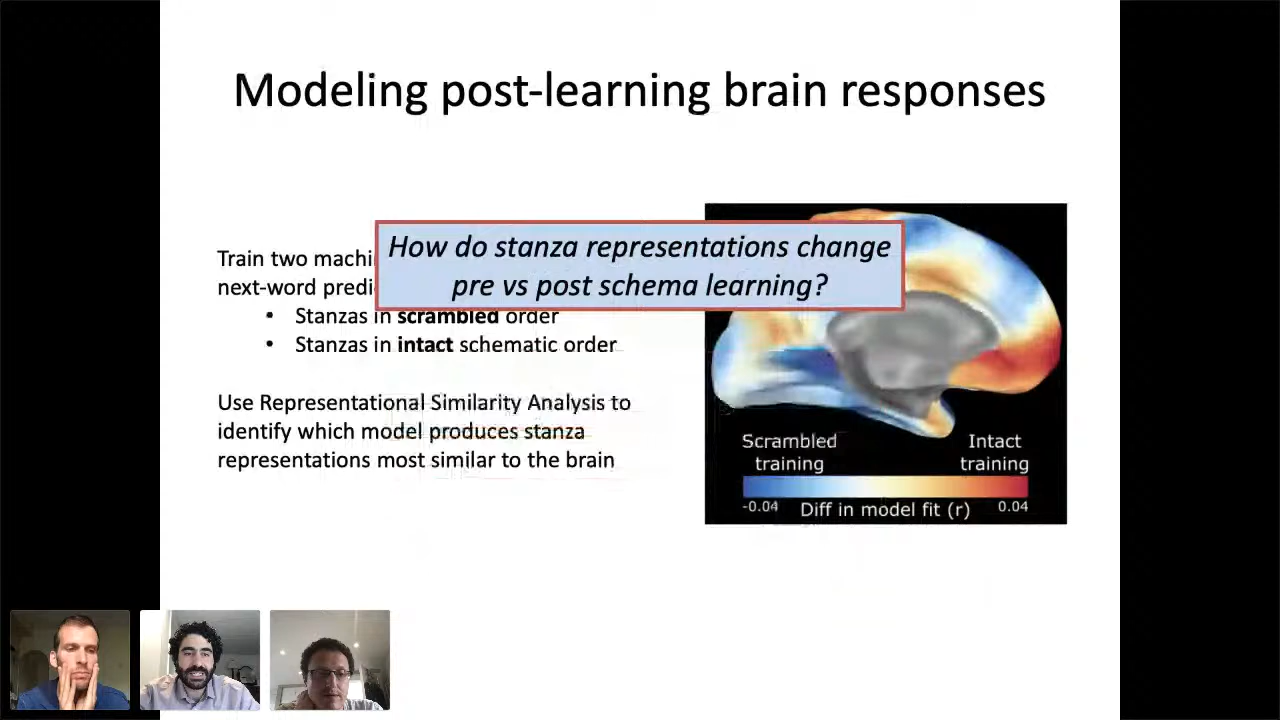 Modeling post-learning brain responses
How do stanza representations change
pre vs post schema learning?
Train two machi
next-word predi
• Stanzas in scrambled order
• Stanzas in intact schematic order
Use Representational Similarity Analysis to
identify which model produces stanza
representations most similar to the brain
Scrambled
training
Intact
training
-0.04 Diff in model fit (r) 0.04